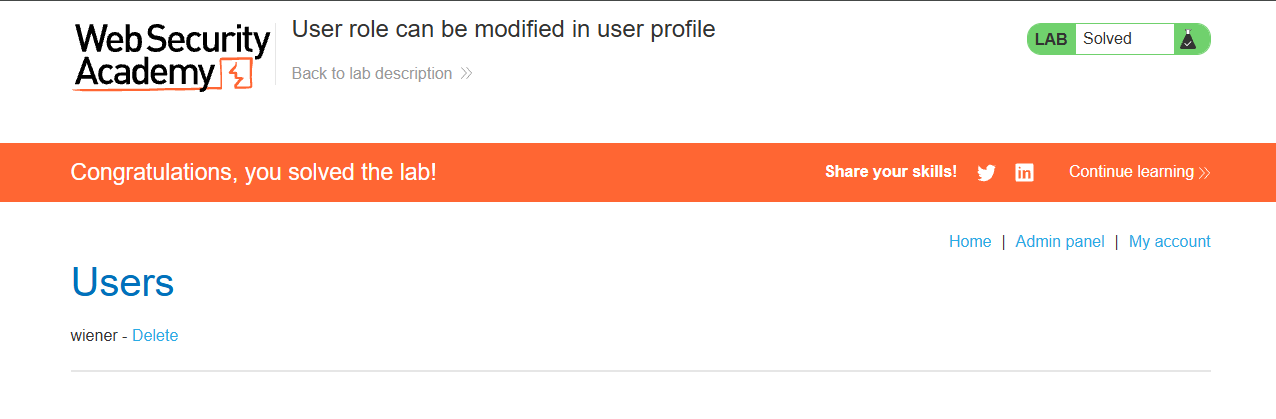 Web Security
Academy
User role can be modified in user profile
Back to lab description
LAB Solved
Congratulations, you solved the lab!
Share your skills!
Continue learning
Home | Admin panel | My account
Users
wiener - Delete